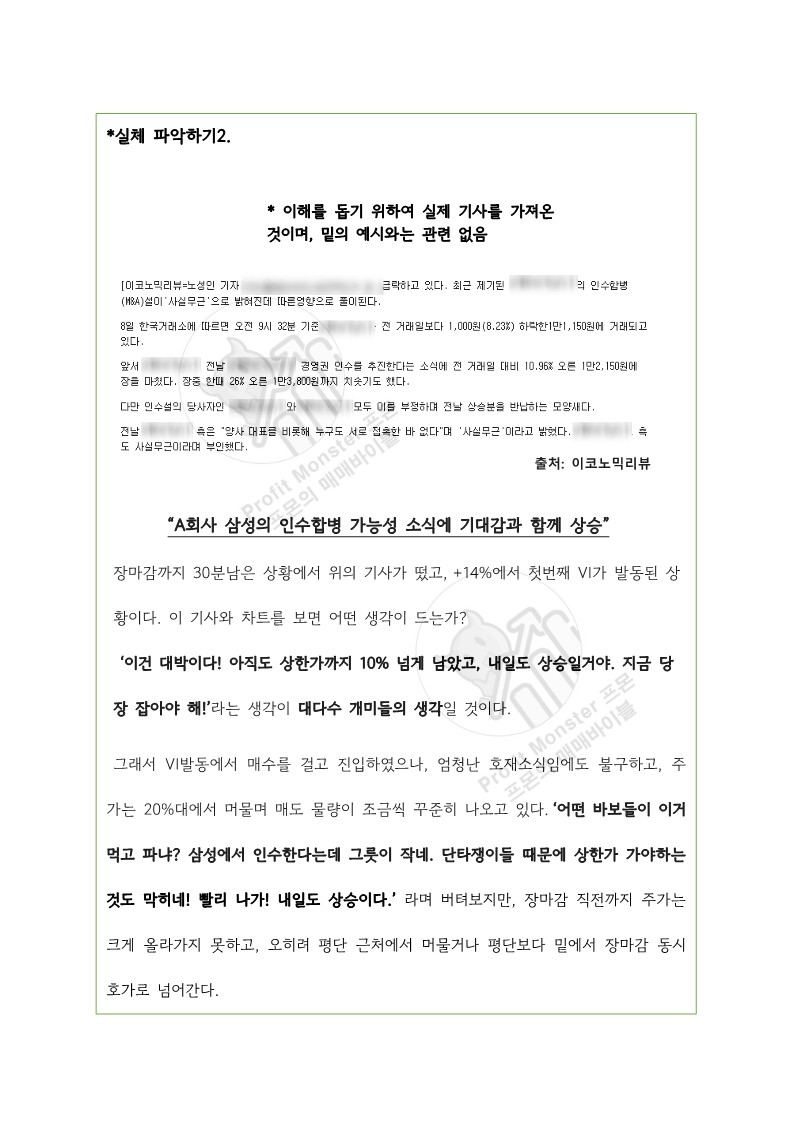 *실체 파악하기2.
* 이해를 돕기 위하여 실제 기사를 가져온
것이며, 밑의 예시와는 관련 없음
[이코노믹리뷰=노성인 기자 급락하고 있다. 최근 제기된 의 인수합병
(M&A)설이 '사실무근'으로 밝혀진데 따른영향으로 풀이된다.
8일 한국거래소에 따르면 오전 9시 32분 기준 전 거래일보다 1,000원(8.23%) 하락한1만1,150원에 거래되고
있다.
앞서 전날 경영권 인수를 추진한다는 소식에 전 거래일 대비 10.96% 오른 1만2,150원에
장을 마쳤다. 장중 한때 26% 오른 1만3,800원까지 치솟기도 했다.
다만 인수설의 당사자인 와 모두 이를 부정하며 전날 상승분을 반납하는 모양새다.
전날 측은 "양사 대표를 비롯해 누구도 서로 접촉한 바 없다"며 '사실무근'이라고 밝혔다. 측
도 사실무근이라며 부인했다.
출처: 이코노믹리뷰
Profit Monster 프몬
프몬의 매매바이블
“A회사 삼성의 인수합병 가능성 소식에 기대감과 함께 상승”
장마감까지 30분남은 상황에서 위의 기사가 떴고, +14%에서 첫번째 VI가 발동된 상
황이다. 이 기사와 차트를 보면 어떤 생각이 드는가?
‘이건 대박이다! 아직도 상한가까지 10% 넘게 남았고, 내일도 상승일거야. 지금 당
장 잡아야 해!’라는 생각이 대다수 개미들의 생각일 것이다.
Profit Monster 프몬
프몬의 매매바이블
그래서 VI발동에서 매수를 걸고 진입하였으나, 엄청난 호재소식임에도 불구하고, 주
가는 20%대에서 머물며 매도 물량이 조금씩 꾸준히 나오고 있다. ‘어떤 바보들이 이거
먹고 파냐? 삼성에서 인수한다는데 그릇이 작네. 단타쟁이들 때문에 상한가 가야하는
것도 막히네! 빨리 나가! 내일도 상승이다.’ 라며 버텨보지만, 장마감 직전까지 주가는
크게 올라가지 못하고, 오히려 평단 근처에서 머물거나 평단보다 밑에서 장마감 동시
호가로 넘어간다.